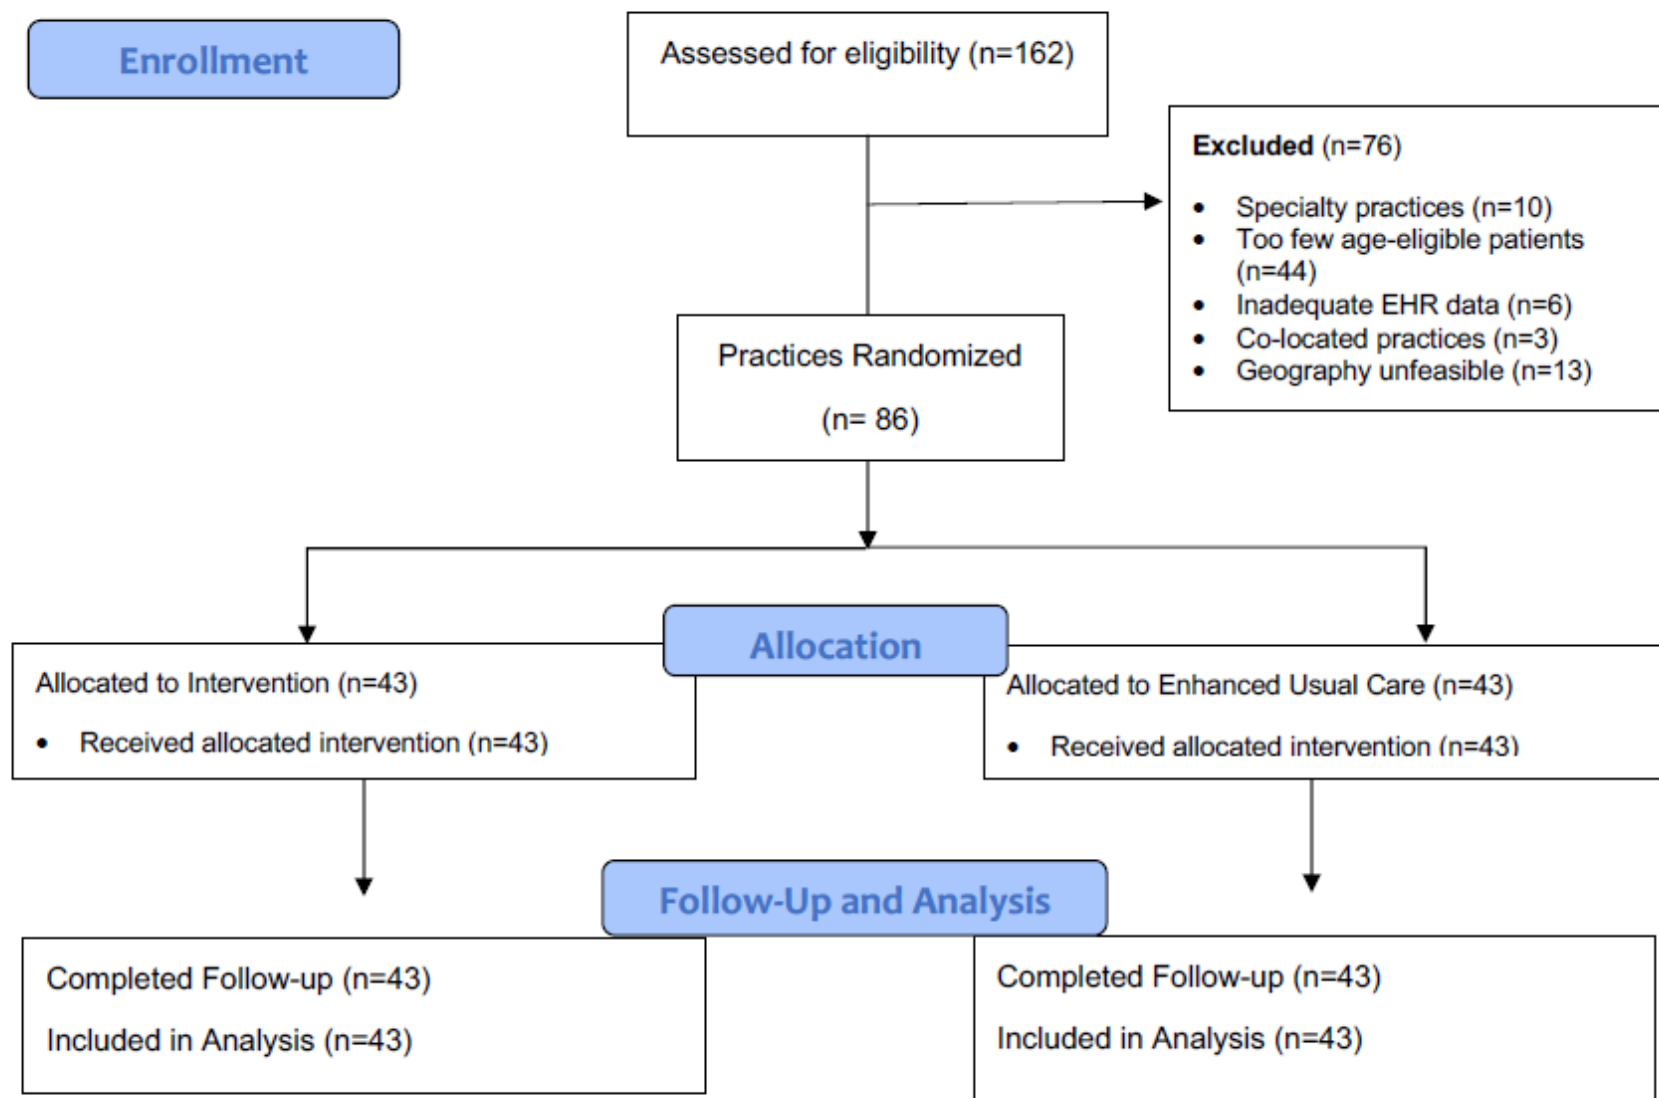 Enrollment
Assessed for eligibility (n=162)
Excluded (n=76)
• Specialty practices (n=10)
• Too few age-eligible patients
(n=44)
• Inadequate EHR data (n=6)
• Co-located practices (n=3)
• Geography unfeasible (n=13)
Practices Randomized
(n= 86)
Allocation
Allocated to Intervention (n=43)
• Received allocated intervention (n=43)
Allocated to Enhanced Usual Care (n=43)
• Received allocated intervention (n=43)
Follow-Up and Analysis
Completed Follow-up (n=43)
Included in Analysis (n=43)
Completed Follow-up (n=43)
Included in Analysis (n=43)